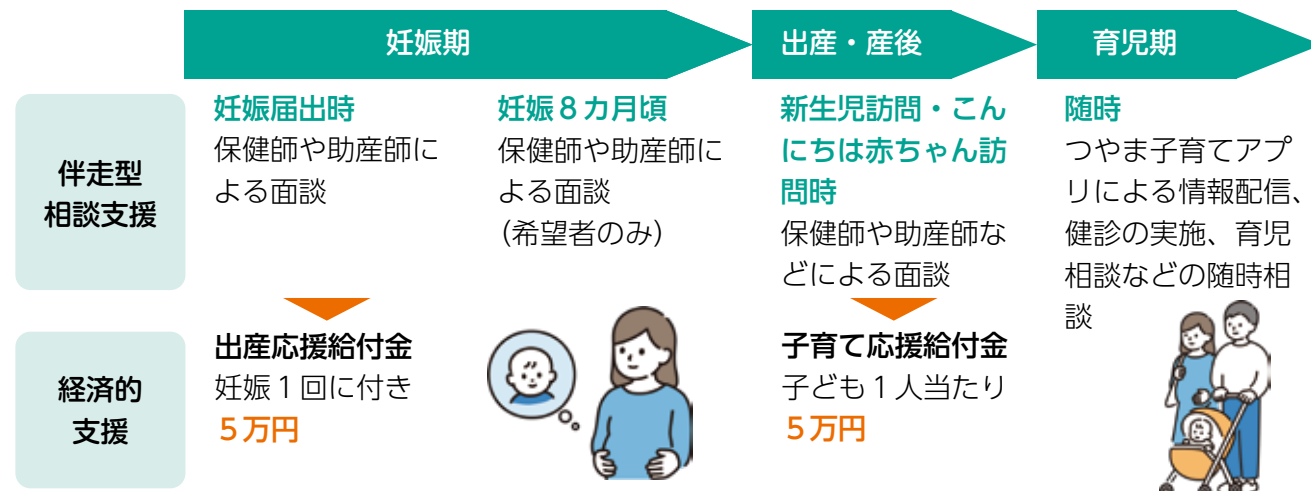 妊娠期
出産・産後
育児期
伴走型
相談支援
妊娠届出時
保健師や助産師に
よる面談
妊娠８カ月頃
保健師や助産師に
よる面談
（希望者のみ）
新生児訪問・こん
にちは赤ちゃん訪
問時
保健師や助産師な
どによる面談
随時
つやま子育てアプ
リによる情報配信、
健診の実施、育児
相談などの随時相
談
経済的
支援
出産応援給付金
妊娠１回に付き
５万円
子育て応援給付金
子ども１人当たり
５万円